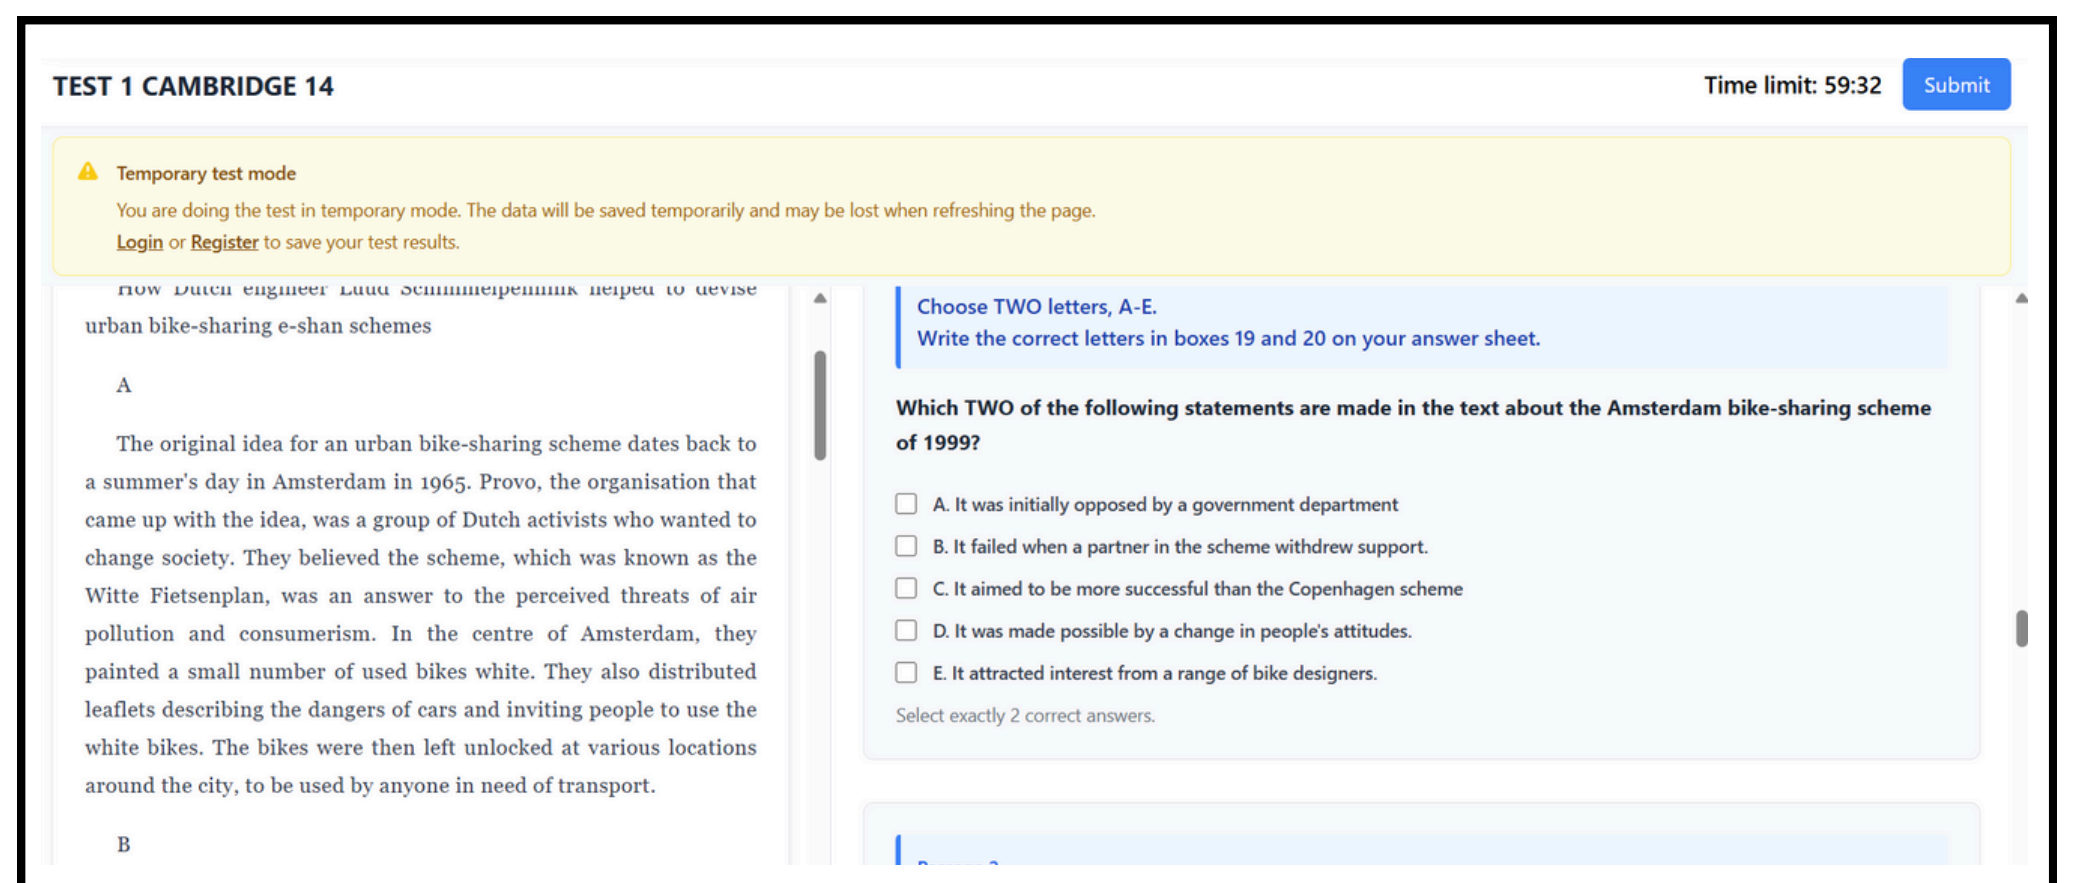 TEST 1 CAMBRIDGE 14
Time limit: 59:32
Submit
Temporary test mode
You are doing the test in temporary mode. The data will be saved temporarily and may be lost when refreshing the page.
Login or Register to save your test results.
How Dutch engineer Luud Schimmelpennink helped to devise
urban bike-sharing e-shan schemes
A
The original idea for an urban bike-sharing scheme dates back to
a summer's day in Amsterdam in 1965. Provo, the organisation that
came up with the idea, was a group of Dutch activists who wanted to
change society. They believed the scheme, which was known as the
Witte Fietsenplan, was an answer to the perceived threats of air
pollution and consumerism. In the centre of Amsterdam, they
painted a small number of used bikes white. They also distributed
leaflets describing the dangers of cars and inviting people to use the
white bikes. The bikes were then left unlocked at various locations
around the city, to be used by anyone in need of transport.
B
Choose TWO letters, A-E.
Write the correct letters in boxes 19 and 20 on your answer sheet.
Which TWO of the following statements are made in the text about the Amsterdam bike-sharing scheme
of 1999?
A. It was initially opposed by a government department
B. It failed when a partner in the scheme withdrew support.
C. It aimed to be more successful than the Copenhagen scheme
D. It was made possible by a change in people's attitudes.
E. It attracted interest from a range of bike designers.
Select exactly 2 correct answers.